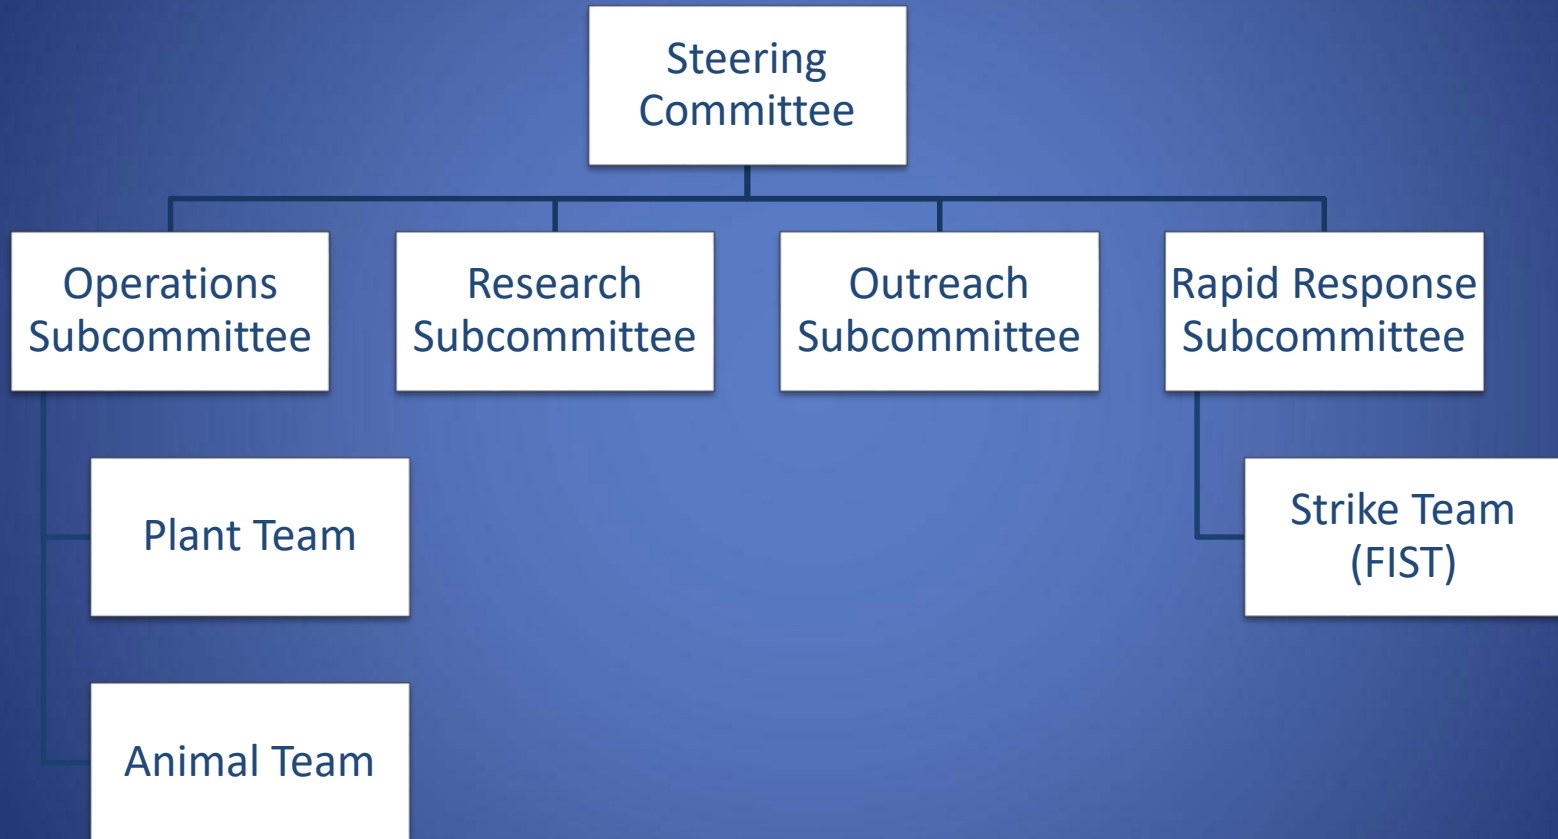 Steering
Committee
Operations
Subcommittee
Research
Subcommittee
Outreach
Subcommittee
Rapid Response
Subcommittee
Plant Team
Strike Team
(FIST)
Animal Team